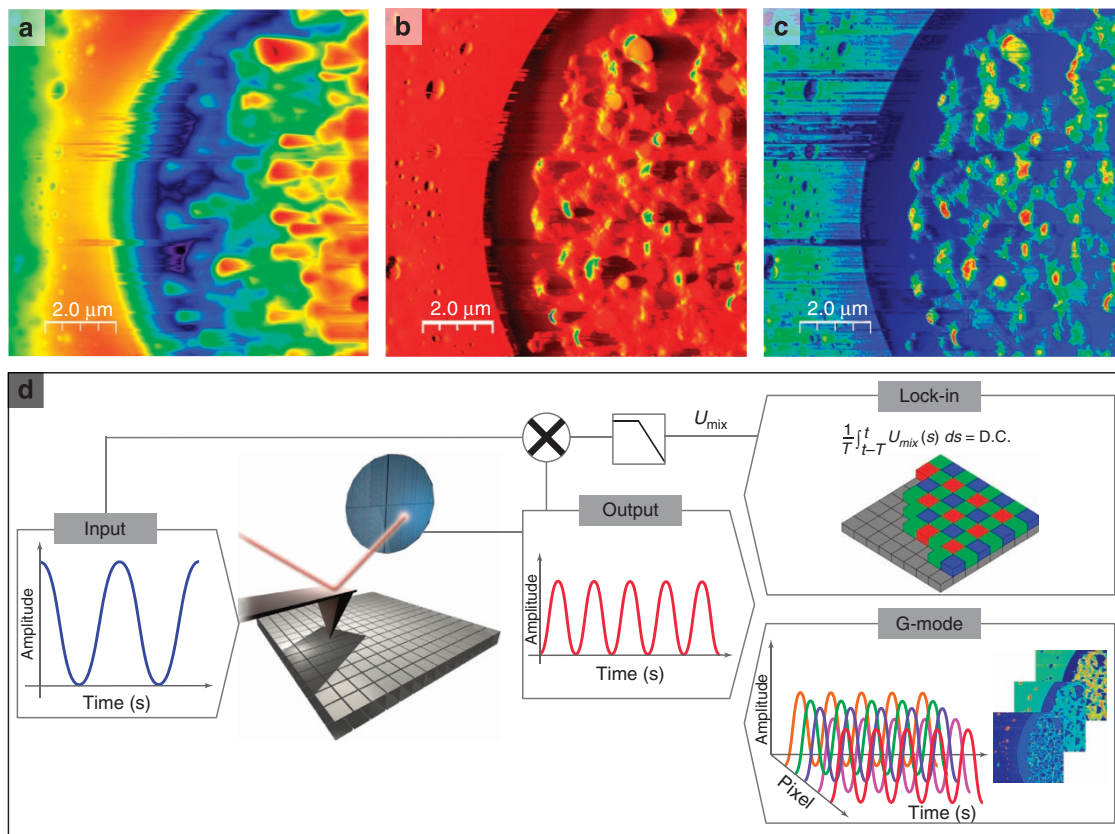 a
b
c
2.0 μm
2.0 μm
2.0 μm
d
Lock-in
U_mix
1/T ∫_{t–T}^{t} U_mix(s) ds = D.C.
Input
Output
Amplitude
Time (s)
Amplitude
Time (s)
G-mode
Amplitude
Pixel
Time (s)